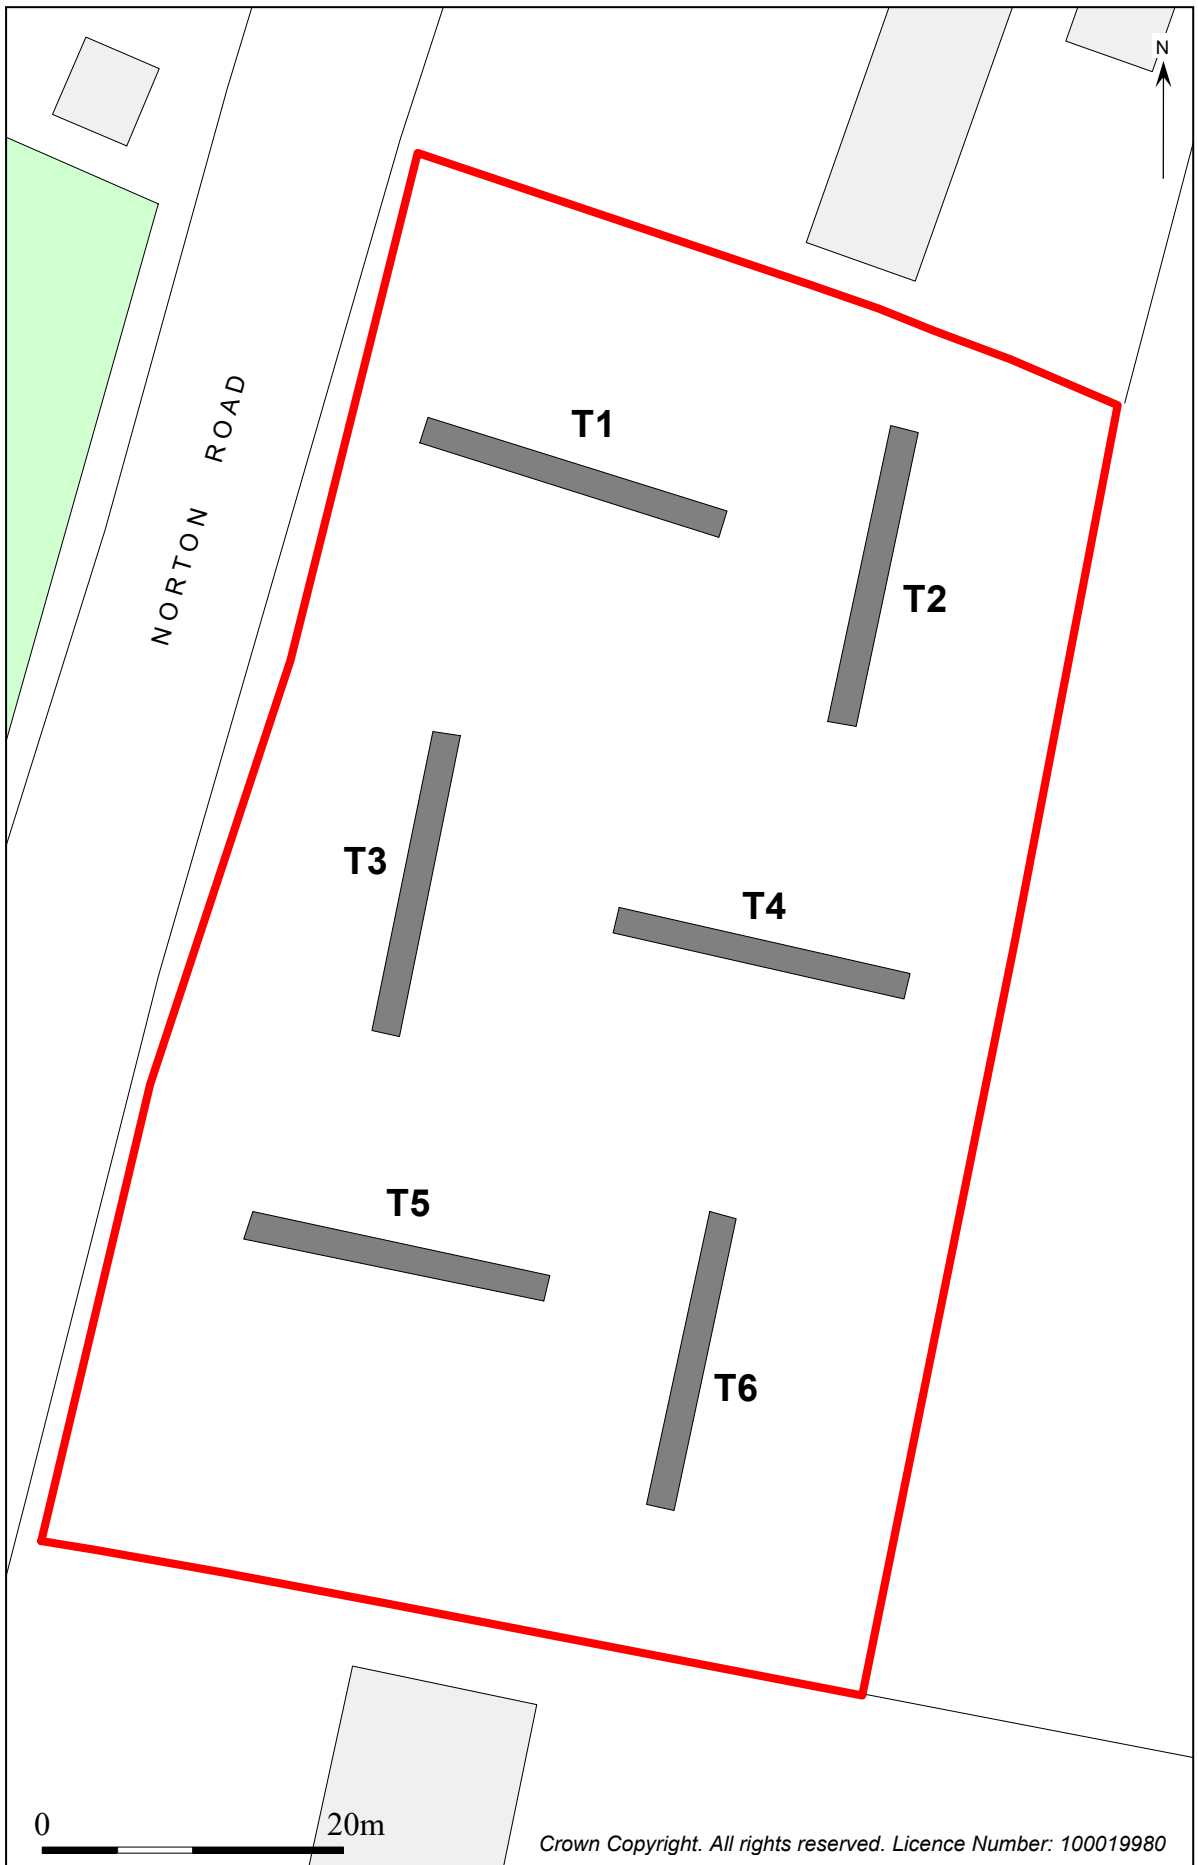 N
NORTON ROAD
T1
T2
T3
T4
T5
T6
0 20m
Crown Copyright. All rights reserved. Licence Number: 100019980